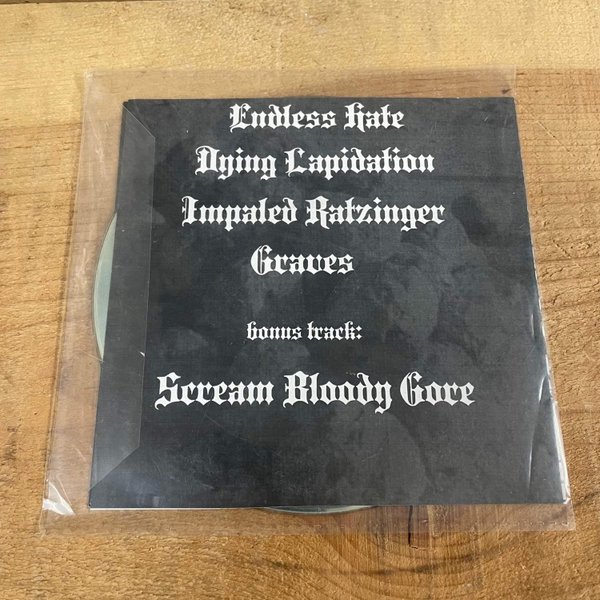 Endless Hate
Dying Lapidation
Impaled Ratzinger
Graves
bonus track:
Scream Bloody Gore